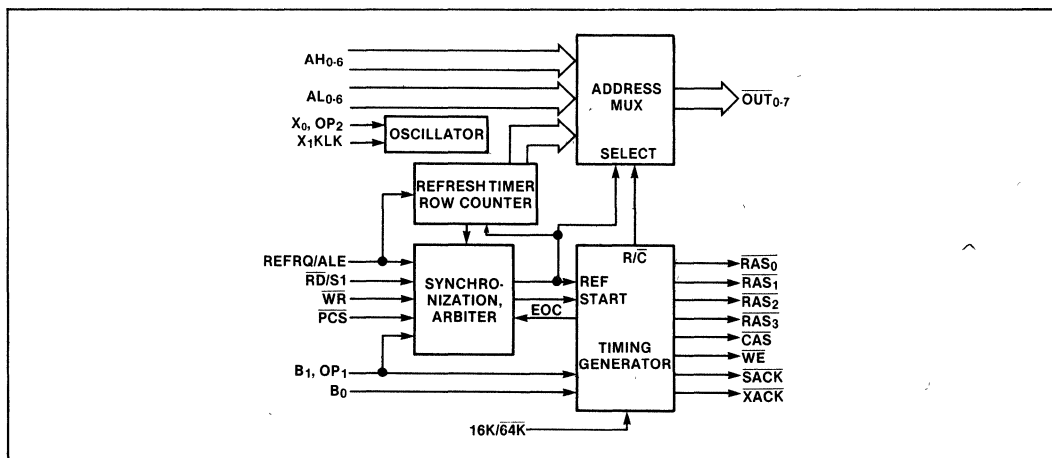 AH0-6
AL0-6
X0, OP2
X1KLK
OSCILLATOR
ADDRESS
MUX
SELECT
OUT0-7
REFRESH TIMER
ROW COUNTER
REFRQ/ALE
RD/S1
WR
PCS
SYNCHRO-
NIZATION,
ARBITER
R/C
REF
START
EOC
TIMING
GENERATOR
B1, OP1
B0
16K/64K
RAS0
RAS1
RAS2
RAS3
CAS
WE
SACK
XACK